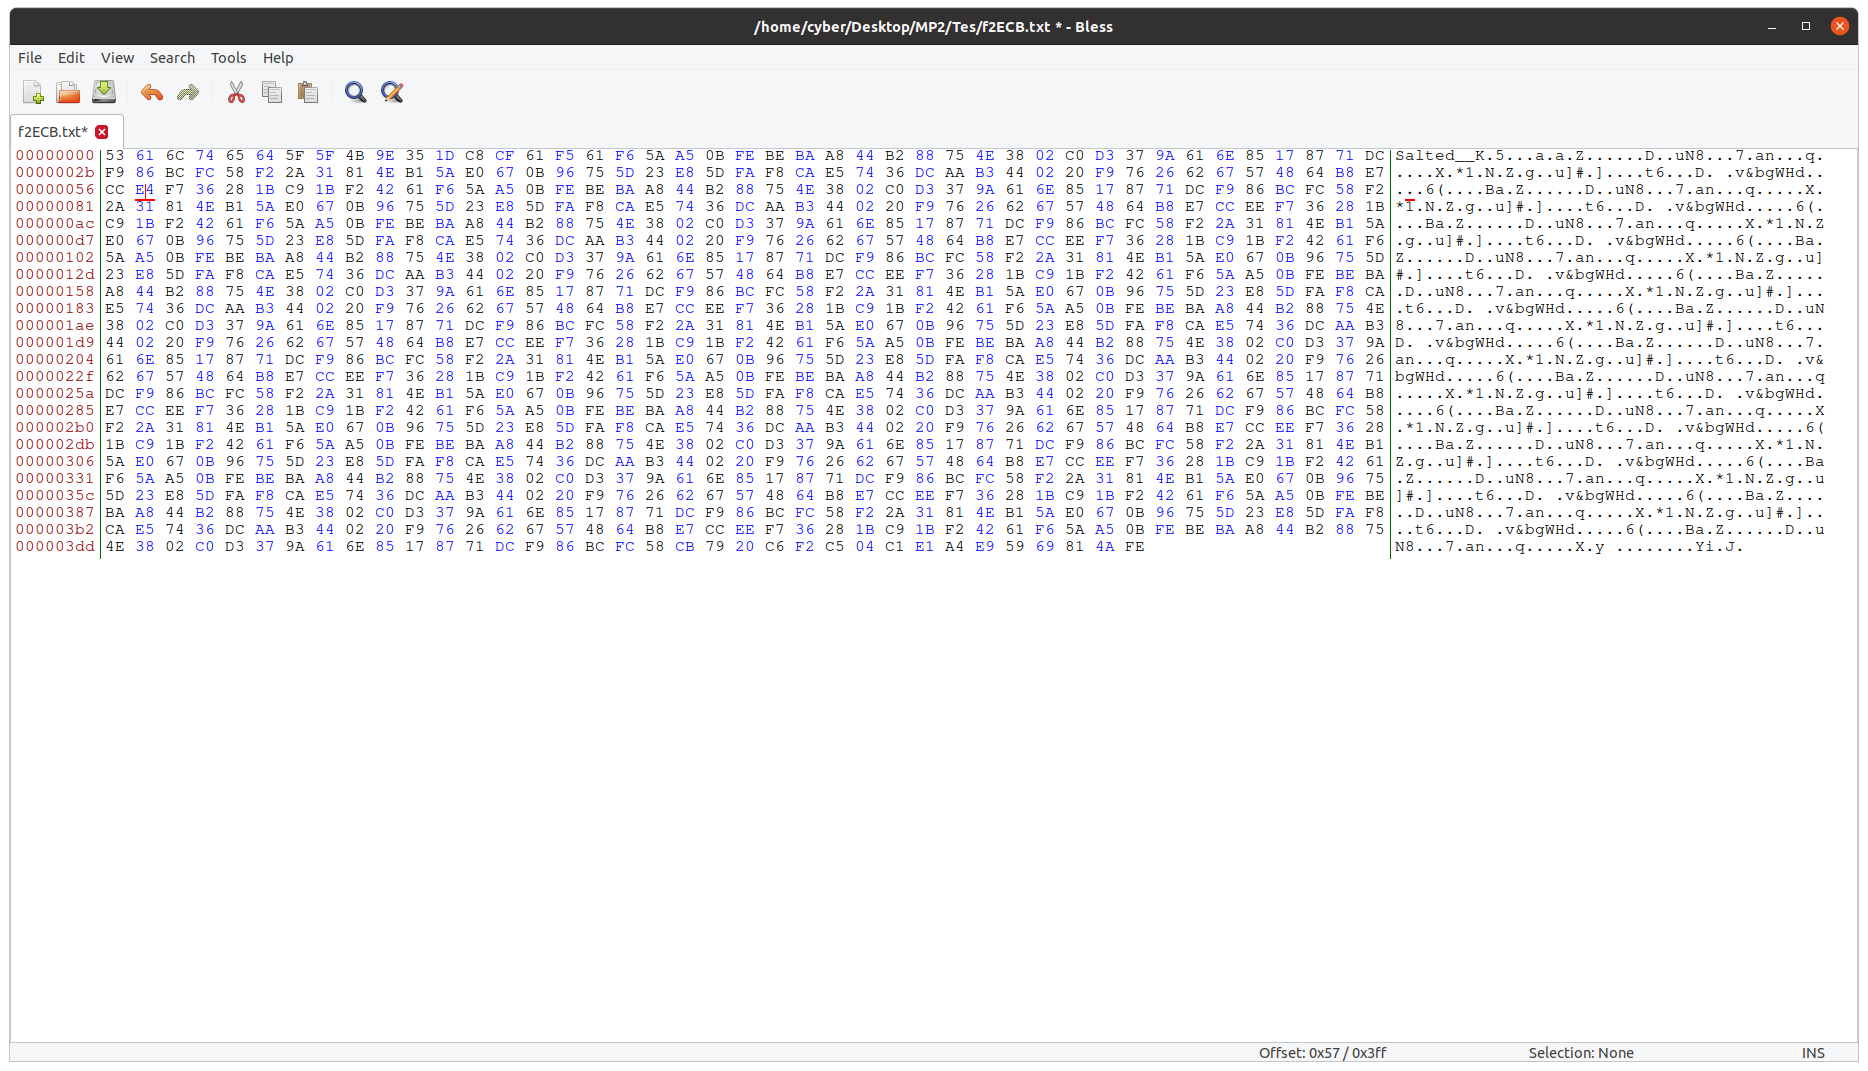 /home/cyber/Desktop/MP2/Tes/f2ECB.txt * - Bless
File Edit View Search Tools Help
f2ECB.txt*
00000000 53 61 6C 74 65 64 5F 5F 4B 9E 35 1D C8 CF 61 F5 61 F6 5A A5 0B FE BE BA A8 44 B2 88 75 4E 38 02 C0 D3 37 9A 61 6E 85 17 87 71 DC Salted__K.5...a.a.Z......D..uN8...7.an...q.
0000002b F9 86 BC FC 58 F2 2A 31 81 4E B1 5A E0 67 0B 96 75 5D 23 E8 5D FA F8 CA E5 74 36 DC AA B3 44 02 20 F9 76 26 62 67 57 48 64 B8 E7 ....X.*1.N.Z.g..u]#.]....t6...D. .v&bgWHd..
00000056 CC E4 F7 36 28 1B C9 1B F2 42 61 F6 5A A5 0B FE BE BA A8 44 B2 88 75 4E 38 02 C0 D3 37 9A 61 6E 85 17 87 71 DC F9 86 BC FC 58 F2 ...6(....Ba.Z......D..uN8...7.an...q.....X.
00000081 2A 31 81 4E B1 5A E0 67 0B 96 75 5D 23 E8 5D FA F8 CA E5 74 36 DC AA B3 44 02 20 F9 76 26 62 67 57 48 64 B8 E7 CC EE F7 36 28 1B *1.N.Z.g..u]#.]....t6...D. .v&bgWHd.....6(.
000000ac C9 1B F2 42 61 F6 5A A5 0B FE BE BA A8 44 B2 88 75 4E 38 02 C0 D3 37 9A 61 6E 85 17 87 71 DC F9 86 BC FC 58 F2 2A 31 81 4E B1 5A ...Ba.Z......D..uN8...7.an...q.....X.*1.N.Z
000000d7 E0 67 0B 96 75 5D 23 E8 5D FA F8 CA E5 74 36 DC AA B3 44 02 20 F9 76 26 62 67 57 48 64 B8 E7 CC EE F7 36 28 1B C9 1B F2 42 61 F6 .g..u]#.]....t6...D. .v&bgWHd.....6(....Ba.
00000102 5A A5 0B FE BE BA A8 44 B2 88 75 4E 38 02 C0 D3 37 9A 61 6E 85 17 87 71 DC F9 86 BC FC 58 F2 2A 31 81 4E B1 5A E0 67 0B 96 75 5D Z......D..uN8...7.an...q.....X.*1.N.Z.g..u]
0000012d 23 E8 5D FA F8 CA E5 74 36 DC AA B3 44 02 20 F9 76 26 62 67 57 48 64 B8 E7 CC EE F7 36 28 1B C9 1B F2 42 61 F6 5A A5 0B FE BE BA #.]....t6...D. .v&bgWHd.....6(....Ba.Z.....
00000158 A8 44 B2 88 75 4E 38 02 C0 D3 37 9A 61 6E 85 17 87 71 DC F9 86 BC FC 58 F2 2A 31 81 4E B1 5A E0 67 0B 96 75 5D 23 E8 5D FA F8 CA .D..uN8...7.an...q.....X.*1.N.Z.g..u]#.]...
00000183 E5 74 36 DC AA B3 44 02 20 F9 76 26 62 67 57 48 64 B8 E7 CC EE F7 36 28 1B C9 1B F2 42 61 F6 5A A5 0B FE BE BA A8 44 B2 88 75 4E .t6...D. .v&bgWHd.....6(....Ba.Z......D..uN
000001ae 38 02 C0 D3 37 9A 61 6E 85 17 87 71 DC F9 86 BC FC 58 F2 2A 31 81 4E B1 5A E0 67 0B 96 75 5D 23 E8 5D FA F8 CA E5 74 36 DC AA B3 8...7.an...q.....X.*1.N.Z.g..u]#.]....t6...
000001d9 44 02 20 F9 76 26 62 67 57 48 64 B8 E7 CC EE F7 36 28 1B C9 1B F2 42 61 F6 5A A5 0B FE BE BA A8 44 B2 88 75 4E 38 02 C0 D3 37 9A D. .v&bgWHd.....6(....Ba.Z......D..uN8...7.
00000204 61 6E 85 17 87 71 DC F9 86 BC FC 58 F2 2A 31 81 4E B1 5A E0 67 0B 96 75 5D 23 E8 5D FA F8 CA E5 74 36 DC AA B3 44 02 20 F9 76 26 an...q.....X.*1.N.Z.g..u]#.]....t6...D. .v&
0000022f 62 67 57 48 64 B8 E7 CC EE F7 36 28 1B C9 1B F2 42 61 F6 5A A5 0B FE BE BA A8 44 B2 88 75 4E 38 02 C0 D3 37 9A 61 6E 85 17 87 71 bgWHd.....6(....Ba.Z......D..uN8...7.an...q
0000025a DC F9 86 BC FC 58 F2 2A 31 81 4E B1 5A E0 67 0B 96 75 5D 23 E8 5D FA F8 CA E5 74 36 DC AA B3 44 02 20 F9 76 26 62 67 57 48 64 B8 .....X.*1.N.Z.g..u]#.]....t6...D. .v&bgWHd.
00000285 E7 CC EE F7 36 28 1B C9 1B F2 42 61 F6 5A A5 0B FE BE BA A8 44 B2 88 75 4E 38 02 C0 D3 37 9A 61 6E 85 17 87 71 DC F9 86 BC FC 58 ....6(....Ba.Z......D..uN8...7.an...q.....X
000002b0 F2 2A 31 81 4E B1 5A E0 67 0B 96 75 5D 23 E8 5D FA F8 CA E5 74 36 DC AA B3 44 02 20 F9 76 26 62 67 57 48 64 B8 E7 CC EE F7 36 28 .*1.N.Z.g..u]#.]....t6...D. .v&bgWHd.....6(
000002db 1B C9 1B F2 42 61 F6 5A A5 0B FE BE BA A8 44 B2 88 75 4E 38 02 C0 D3 37 9A 61 6E 85 17 87 71 DC F9 86 BC FC 58 F2 2A 31 81 4E B1 ....Ba.Z......D..uN8...7.an...q.....X.*1.N.
00000306 5A E0 67 0B 96 75 5D 23 E8 5D FA F8 CA E5 74 36 DC AA B3 44 02 20 F9 76 26 62 67 57 48 64 B8 E7 CC EE F7 36 28 1B C9 1B F2 42 61 Z.g..u]#.]....t6...D. .v&bgWHd.....6(....Ba
00000331 F6 5A A5 0B FE BE BA A8 44 B2 88 75 4E 38 02 C0 D3 37 9A 61 6E 85 17 87 71 DC F9 86 BC FC 58 F2 2A 31 81 4E B1 5A E0 67 0B 96 75 .Z......D..uN8...7.an...q.....X.*1.N.Z.g..u
0000035c 5D 23 E8 5D FA F8 CA E5 74 36 DC AA B3 44 02 20 F9 76 26 62 67 57 48 64 B8 E7 CC EE F7 36 28 1B C9 1B F2 42 61 F6 5A A5 0B FE BE ]#.]....t6...D. .v&bgWHd.....6(....Ba.Z....
00000387 BA A8 44 B2 88 75 4E 38 02 C0 D3 37 9A 61 6E 85 17 87 71 DC F9 86 BC FC 58 F2 2A 31 81 4E B1 5A E0 67 0B 96 75 5D 23 E8 5D FA F8 ..D..uN8...7.an...q.....X.*1.N.Z.g..u]#.]..
000003b2 CA E5 74 36 DC AA B3 44 02 20 F9 76 26 62 67 57 48 64 B8 E7 CC EE F7 36 28 1B C9 1B F2 42 61 F6 5A A5 0B FE BE BA A8 44 B2 88 75 ..t6...D. .v&bgWHd.....6(....Ba.Z......D..u
000003dd 4E 38 02 C0 D3 37 9A 61 6E 85 17 87 71 DC F9 86 BC FC 58 CB 79 20 C6 F2 C5 04 C1 E1 A4 E9 59 69 81 4A FE N8...7.an...q.....X.y ........Yi.J.
Offset: 0x57 / 0x3ff Selection: None INS